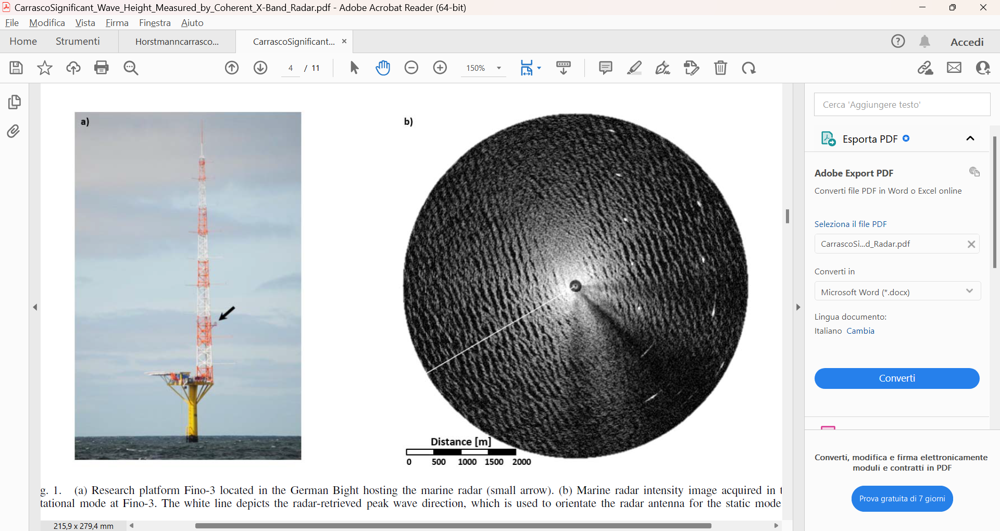 CarrascoSignificant_Wave_Height_Measured_by_Coherent_X-Band_Radar.pdf - Adobe Acrobat Reader (64-bit)
File Modifica Vista Firma Finestra Aiuto
Home Strumenti Horstmanncarrasco... CarrascoSignificant... Accedi
4 / 11 150%
Cerca 'Aggiungere testo'
Esporta PDF
Adobe Export PDF
Converti file PDF in Word o Excel online
Seleziona il file PDF
CarrascoSi...d_Radar.pdf
Converti in
Microsoft Word (*.docx)
Lingua documento:
Italiano Cambia
Converti
Converti, modifica e firma elettronicamente
moduli e contratti in PDF
Prova gratuita di 7 giorni
a)
b)
Distance [m]
0 500 1000 1500 2000
g. 1. (a) Research platform Fino-3 located in the German Bight hosting the marine radar (small arrow). (b) Marine radar intensity image acquired in
tational mode at Fino-3. The white line depicts the radar-retrieved peak wave direction, which is used to orientate the radar antenna for the static mode
215,9 x 279,4 mm